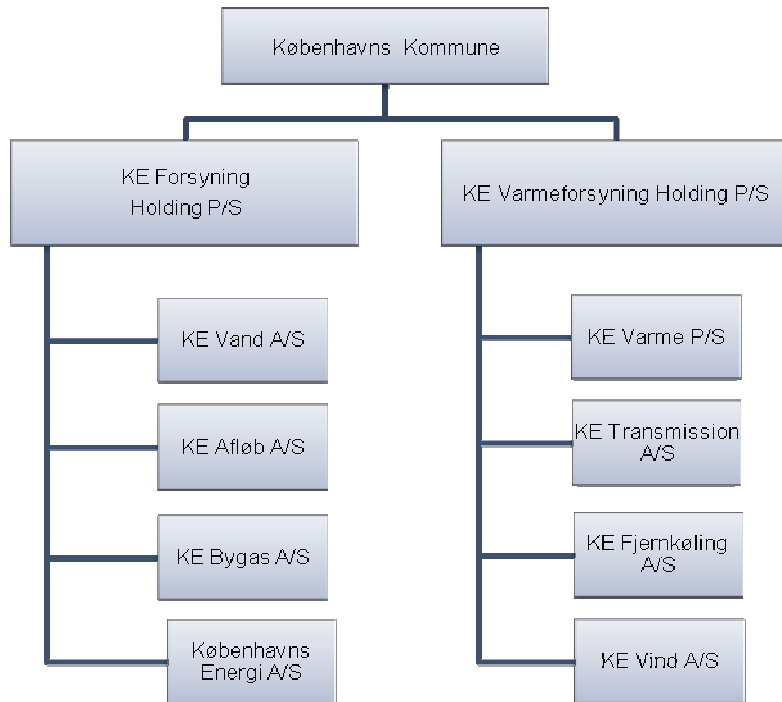 Københavns Kommune
KE Forsyning
Holding P/S
KE Varmeforsyning Holding P/S
KE Vand A/S
KE Afløb A/S
KE Bygas A/S
Københavns
Energi A/S
KE Varme P/S
KE Transmission
A/S
KE Fjernkøling
A/S
KE Vind A/S